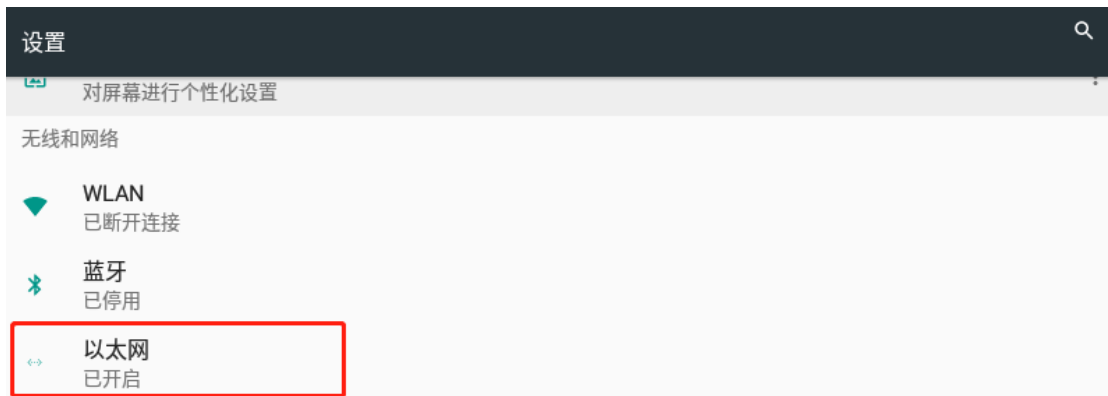 设置
对屏幕进行个性化设置
无线和网络
WLAN
已断开连接
蓝牙
已停用
以太网
已开启